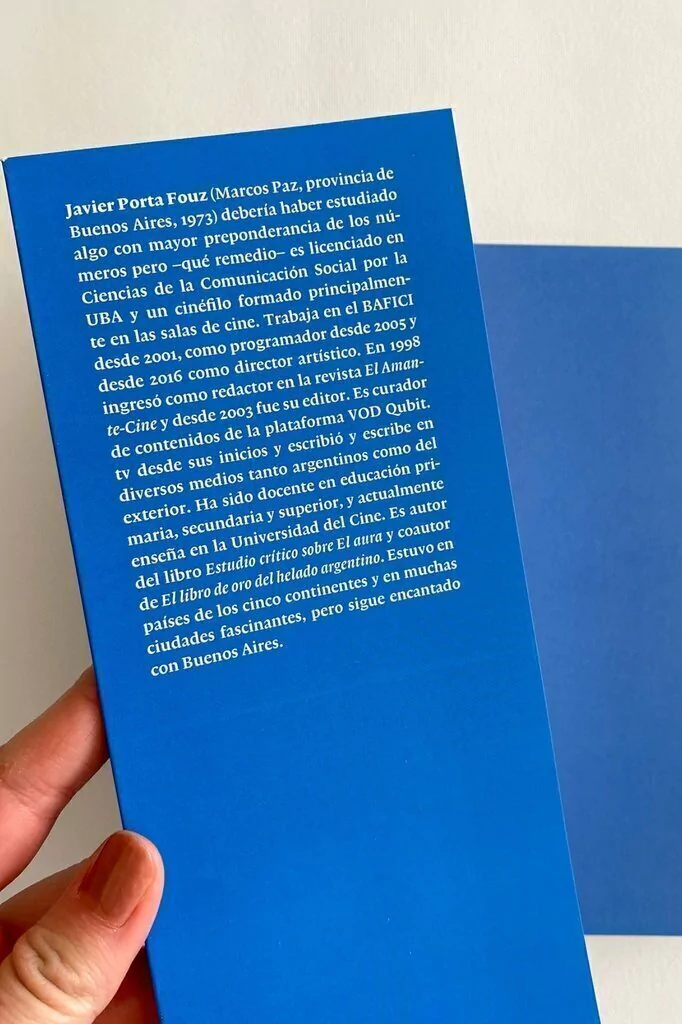 Javier Porta Fouz (Marcos Paz, provincia de
Buenos Aires, 1973) debería haber estudiado
algo con mayor preponderancia de los nú-
meros pero –qué remedio– es licenciado en
Ciencias de la Comunicación Social por la
UBA y un cinéfilo formado principalmen-
te en las salas de cine. Trabaja en el BAFICI
desde 2001, como programador desde 2005 y
desde 2016 como director artístico. En 1998
ingresó como redactor en la revista El Aman-
te-Cine y desde 2003 fue su editor. Es curador
de contenidos de la plataforma VOD Qubit.
tv desde sus inicios y escribió y escribe en
diversos medios tanto argentinos como del
exterior. Ha sido docente en educación pri-
maria, secundaria y superior, y actualmente
enseña en la Universidad del Cine. Es autor
del libro Estudio crítico sobre El aura y coautor
de El libro de oro del helado argentino. Estuvo en
países de los cinco continentes y en muchas
ciudades fascinantes, pero sigue encantado
con Buenos Aires.